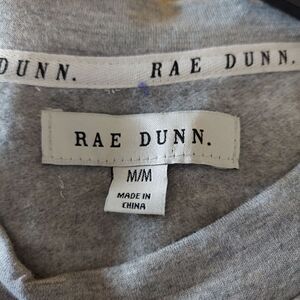 DUNN. RAE DUNN.
RAE DUNN.
M/M
MADE IN
CHINA